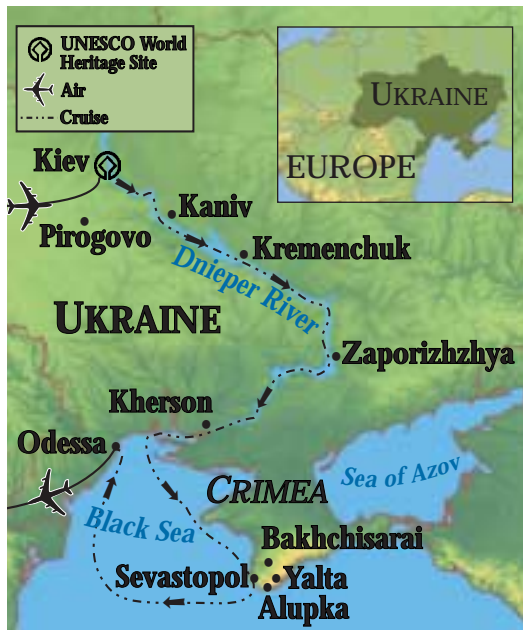 UNESCO World
Heritage Site
Air
Cruise
UKRAINE
EUROPE
Kiev
Kaniv
Pirogovo
Kremenchuk
Dnieper River
UKRAINE
Zaporizhzhya
Kherson
Odessa
Sea of Azov
CRIMEA
Black Sea
Bakhchisarai
Sevastopol
Yalta
Alupka